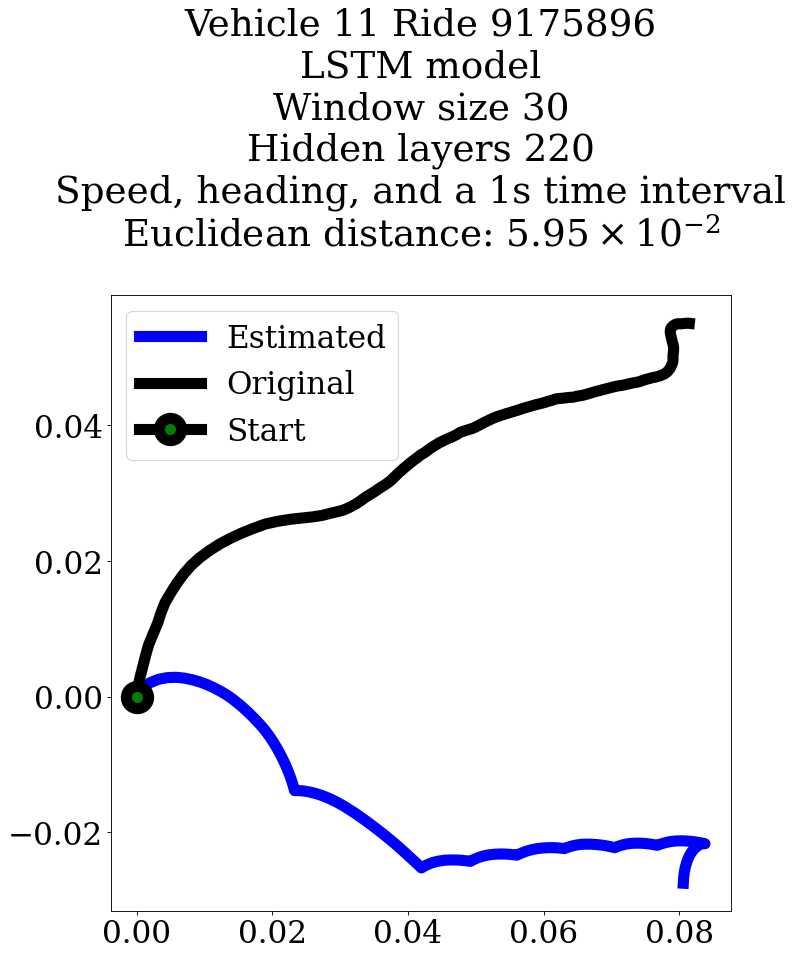 Vehicle 11 Ride 9175896
LSTM model
Window size 30
Hidden layers 220
Speed, heading, and a 1s time interval
Euclidean distance: 5.95 × 10⁻²
Estimated
Original
Start
0.04
0.02
0.00
−0.02
0.00 0.02 0.04 0.06 0.08